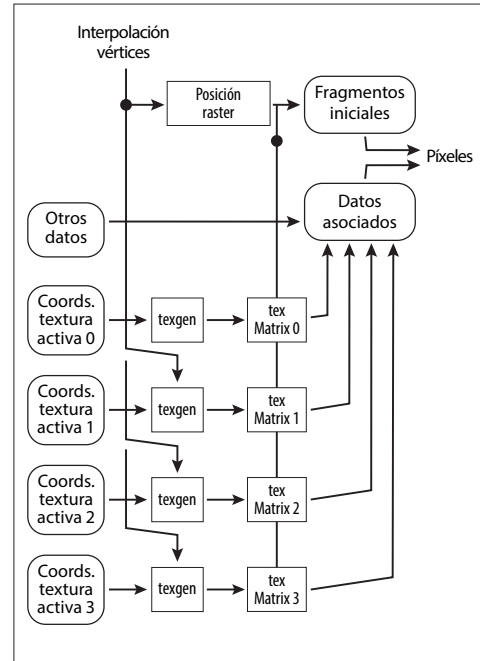 Interpolación
vértices
Posición
raster
Fragmentos
iniciales
Píxeles
Otros
datos
Datos
asociados
Coords.
textura
activa 0
texgen
tex
Matrix 0
Coords.
textura
activa 1
texgen
tex
Matrix 1
Coords.
textura
activa 2
texgen
tex
Matrix 2
Coords.
textura
activa 3
texgen
tex
Matrix 3